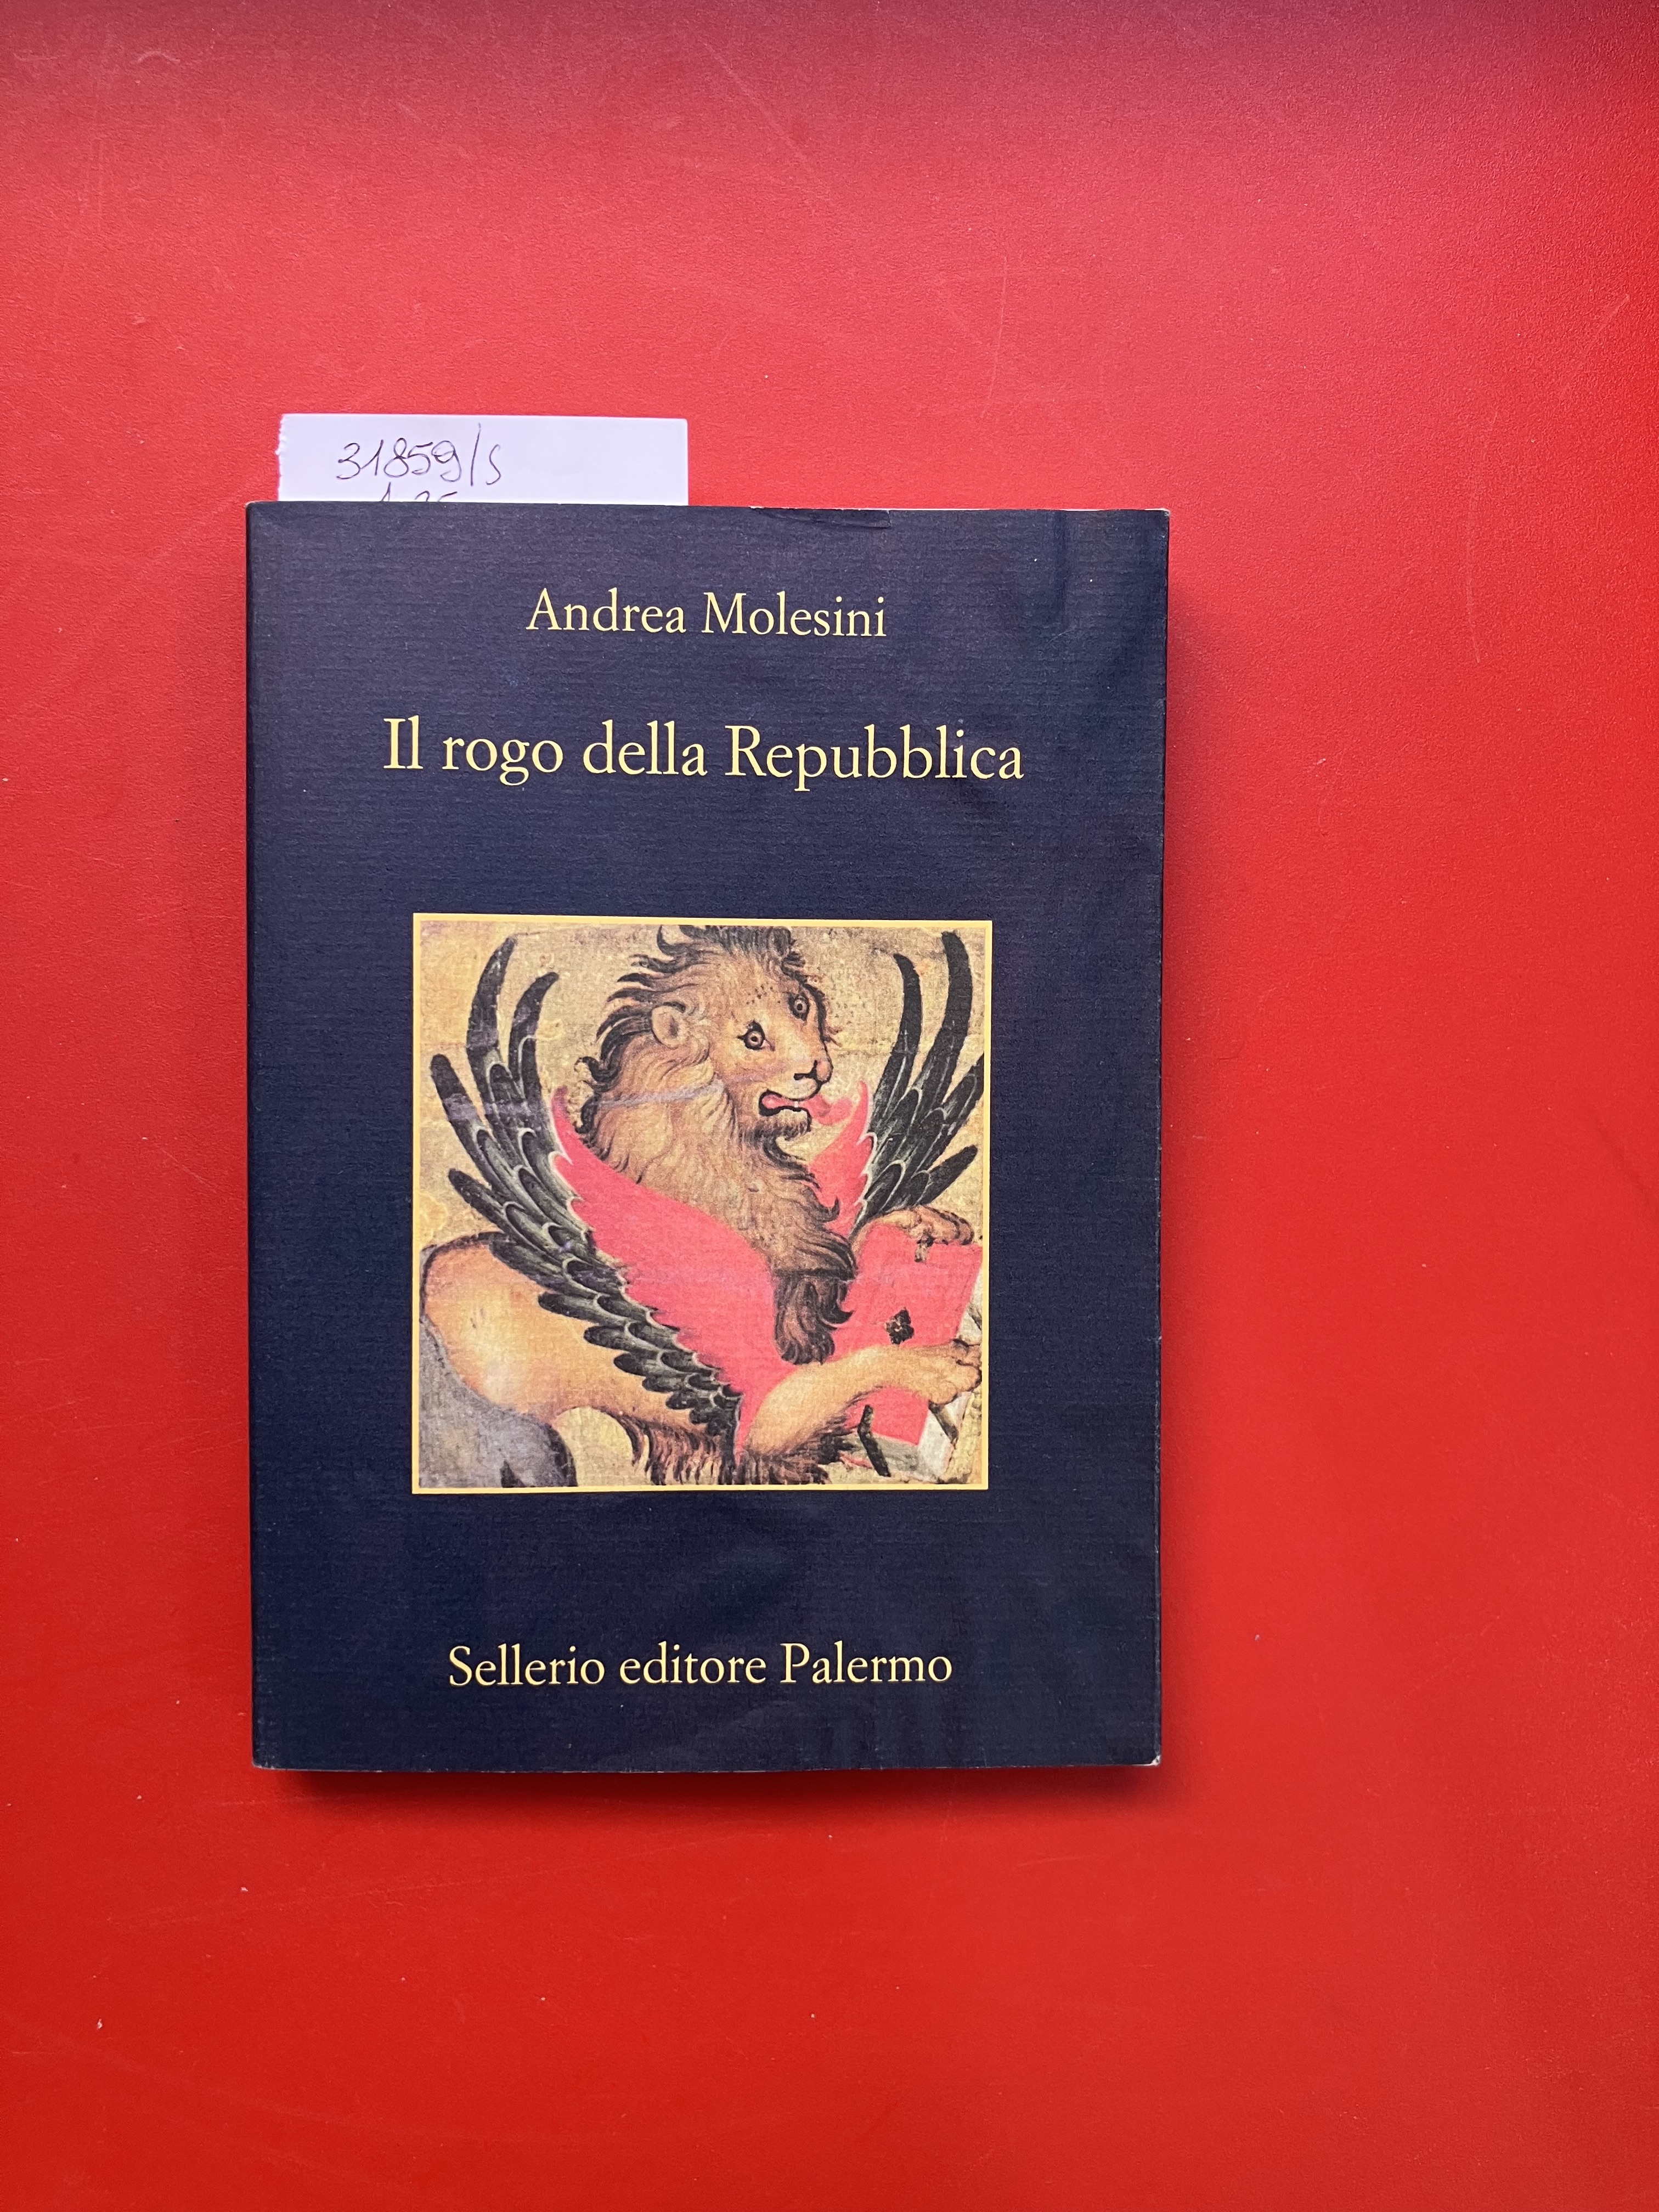 31859/S
Andrea Molesini
Il rogo della Repubblica
Sellerio editore Palermo